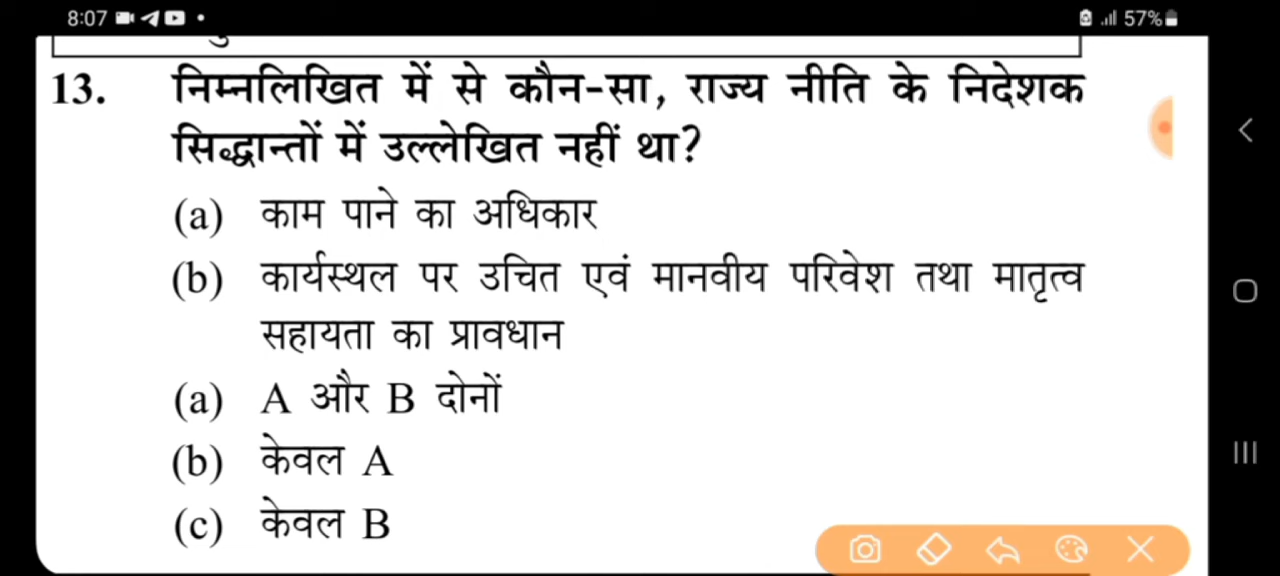 8:07
57%
13. निम्नलिखित में से कौन-सा, राज्य नीति के निदेशक
सिद्धान्तों में उल्लेखित नहीं था?
(a) काम पाने का अधिकार
(b) कार्यस्थल पर उचित एवं मानवीय परिवेश तथा मातृत्व
सहायता का प्रावधान
(a) A और B दोनों
(b) केवल A
(c) केवल B